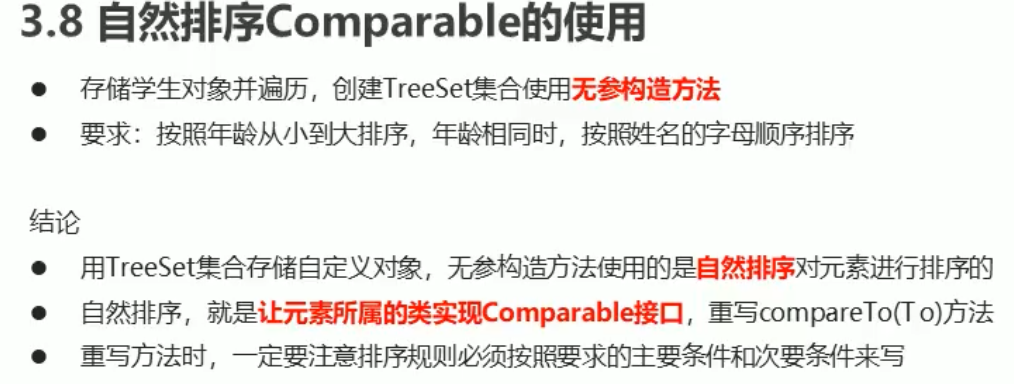 3.8 自然排序Comparable的使用
● 存储学生对象并遍历，创建TreeSet集合使用无参构造方法
● 要求：按照年龄从小到大排序，年龄相同时，按照姓名的字母顺序排序
结论
● 用TreeSet集合存储自定义对象，无参构造方法使用的是自然排序对元素进行排序的
● 自然排序，就是让元素所属的类实现Comparable接口，重写compareTo(T o)方法
● 重写方法时，一定要注意排序规则必须按照要求的主要条件和次要条件来写